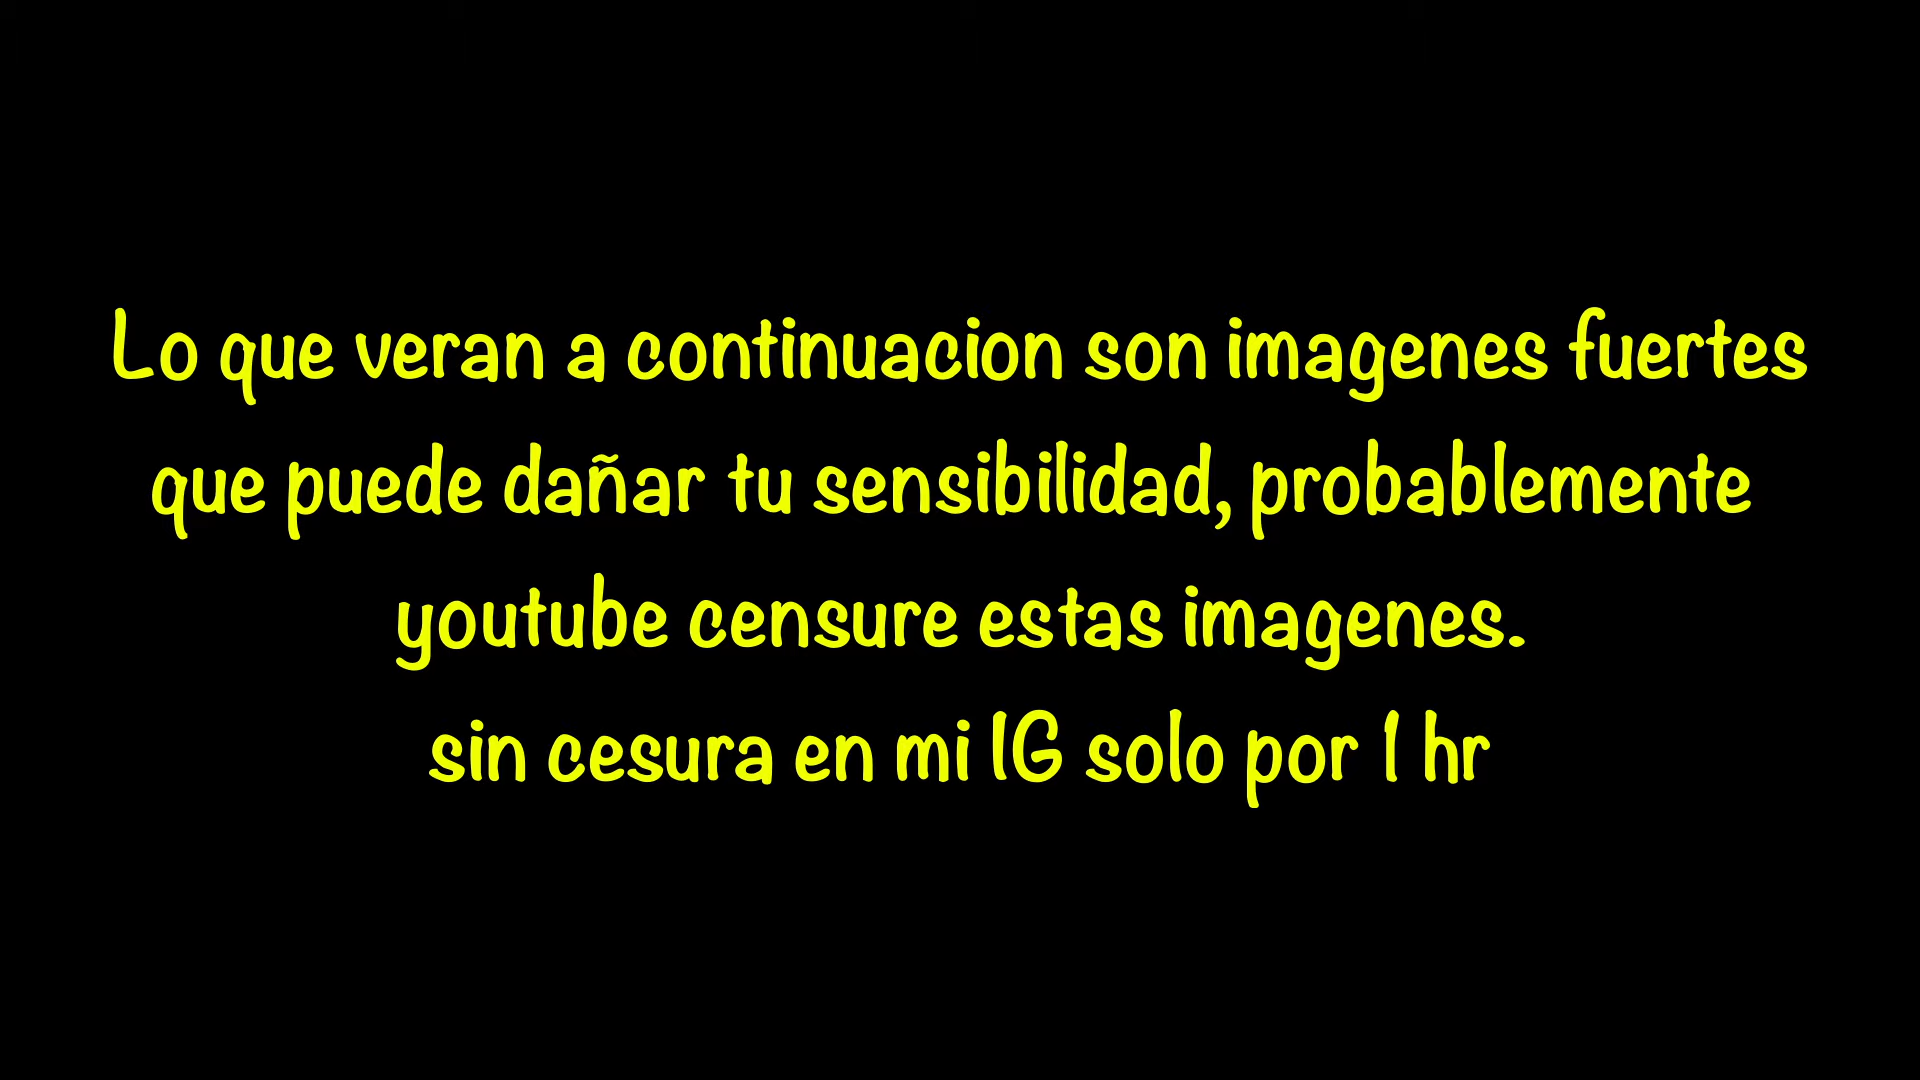 Lo que veran a continuacion son imagenes fuertes
que puede dañar tu sensibilidad, probablemente
youtube censure estas imagenes.
sin cesura en mi IG solo por 1 hr